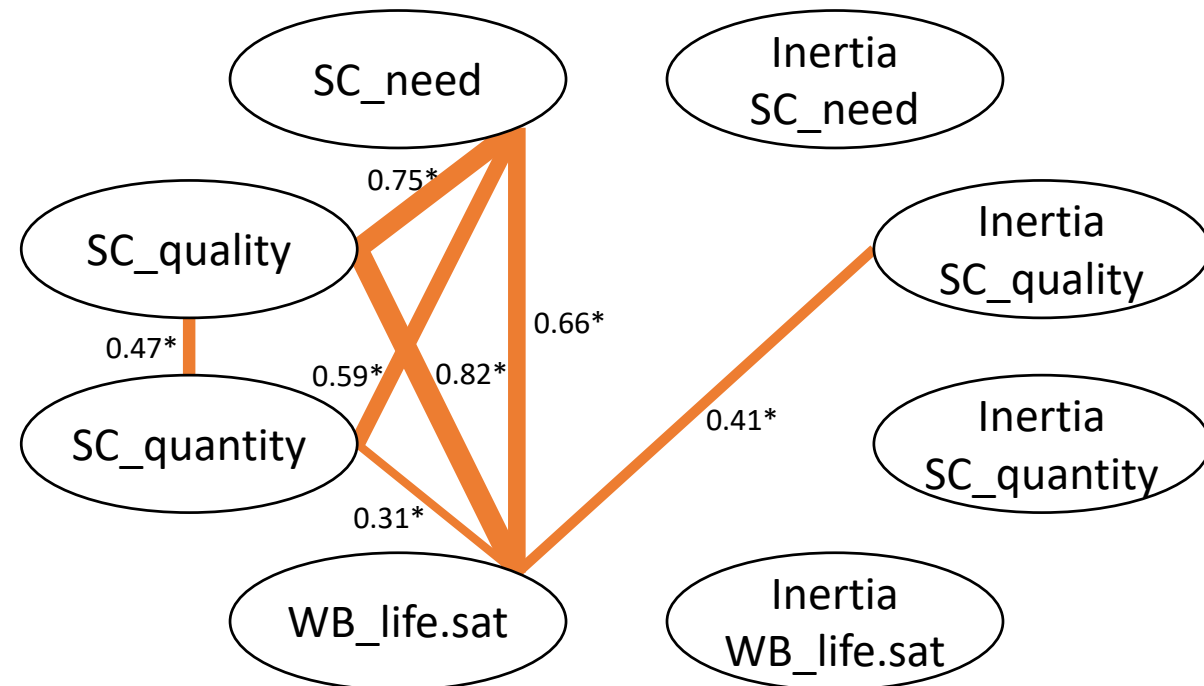 SC_need
Inertia
SC_need
0.75*
SC_quality
Inertia
SC_quality
0.66*
0.47*
0.59*
0.82*
0.41*
SC_quantity
Inertia
SC_quantity
0.31*
WB_life.sat
Inertia
WB_life.sat